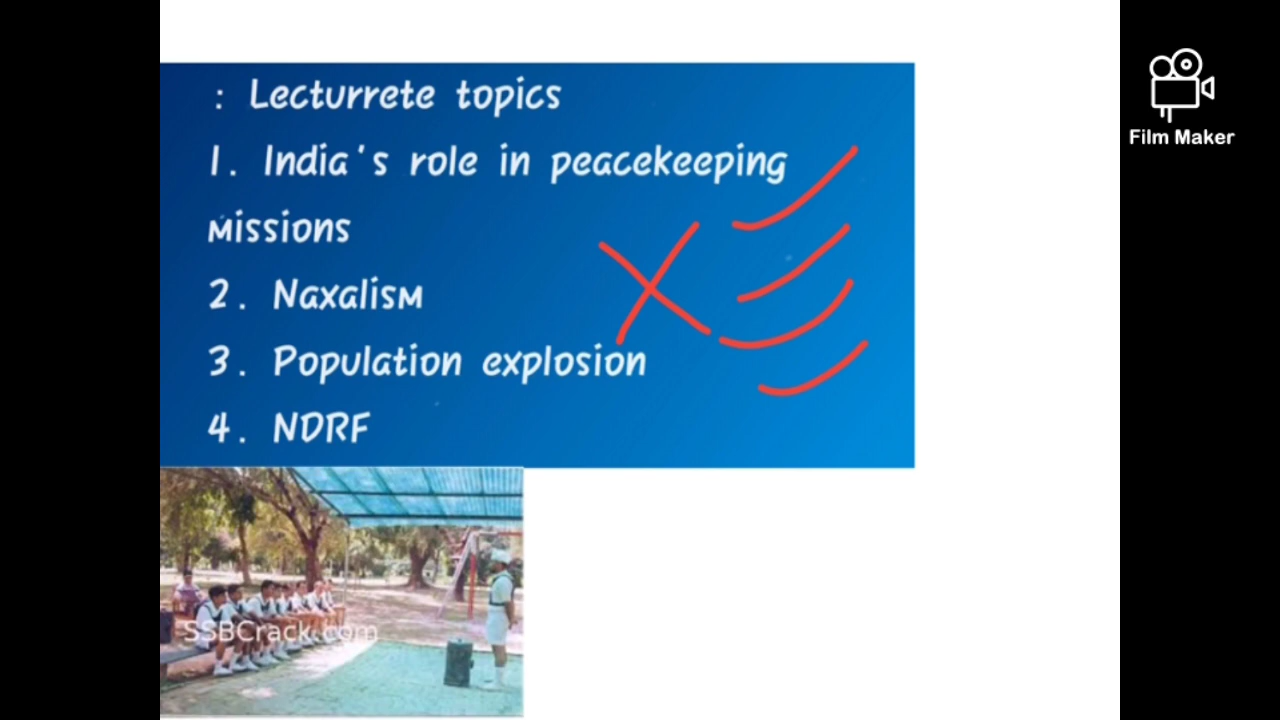 : Lecturrete topics
1. India's role in peacekeeping
missions
2. Naxalism
3. Population explosion
4. NDRF
Film Maker
SSBCrack.com